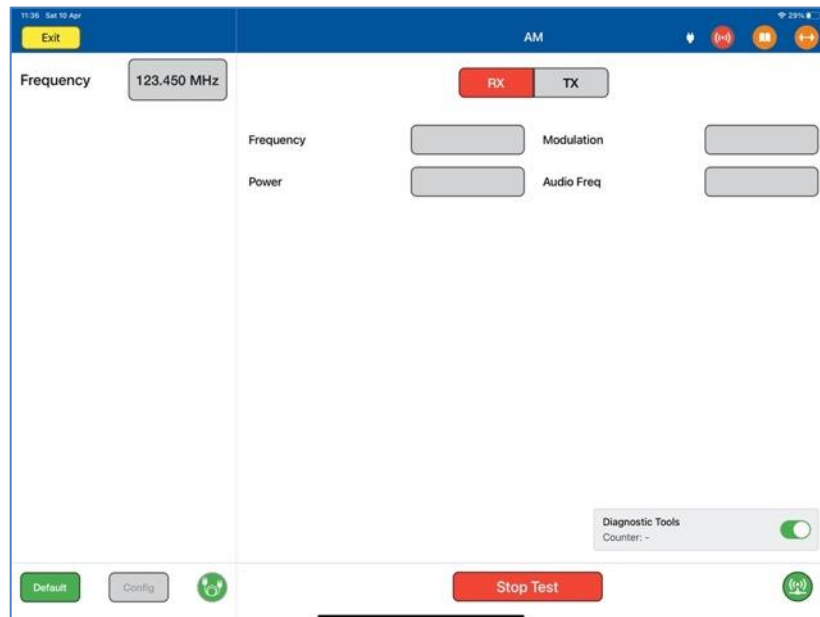 11:36 Sat 10 Apr
29%
Exit
AM
Frequency
123.450 MHz
RX
TX
Frequency
Modulation
Power
Audio Freq
Diagnostic Tools
Counter: -
Default
Config
Stop Test